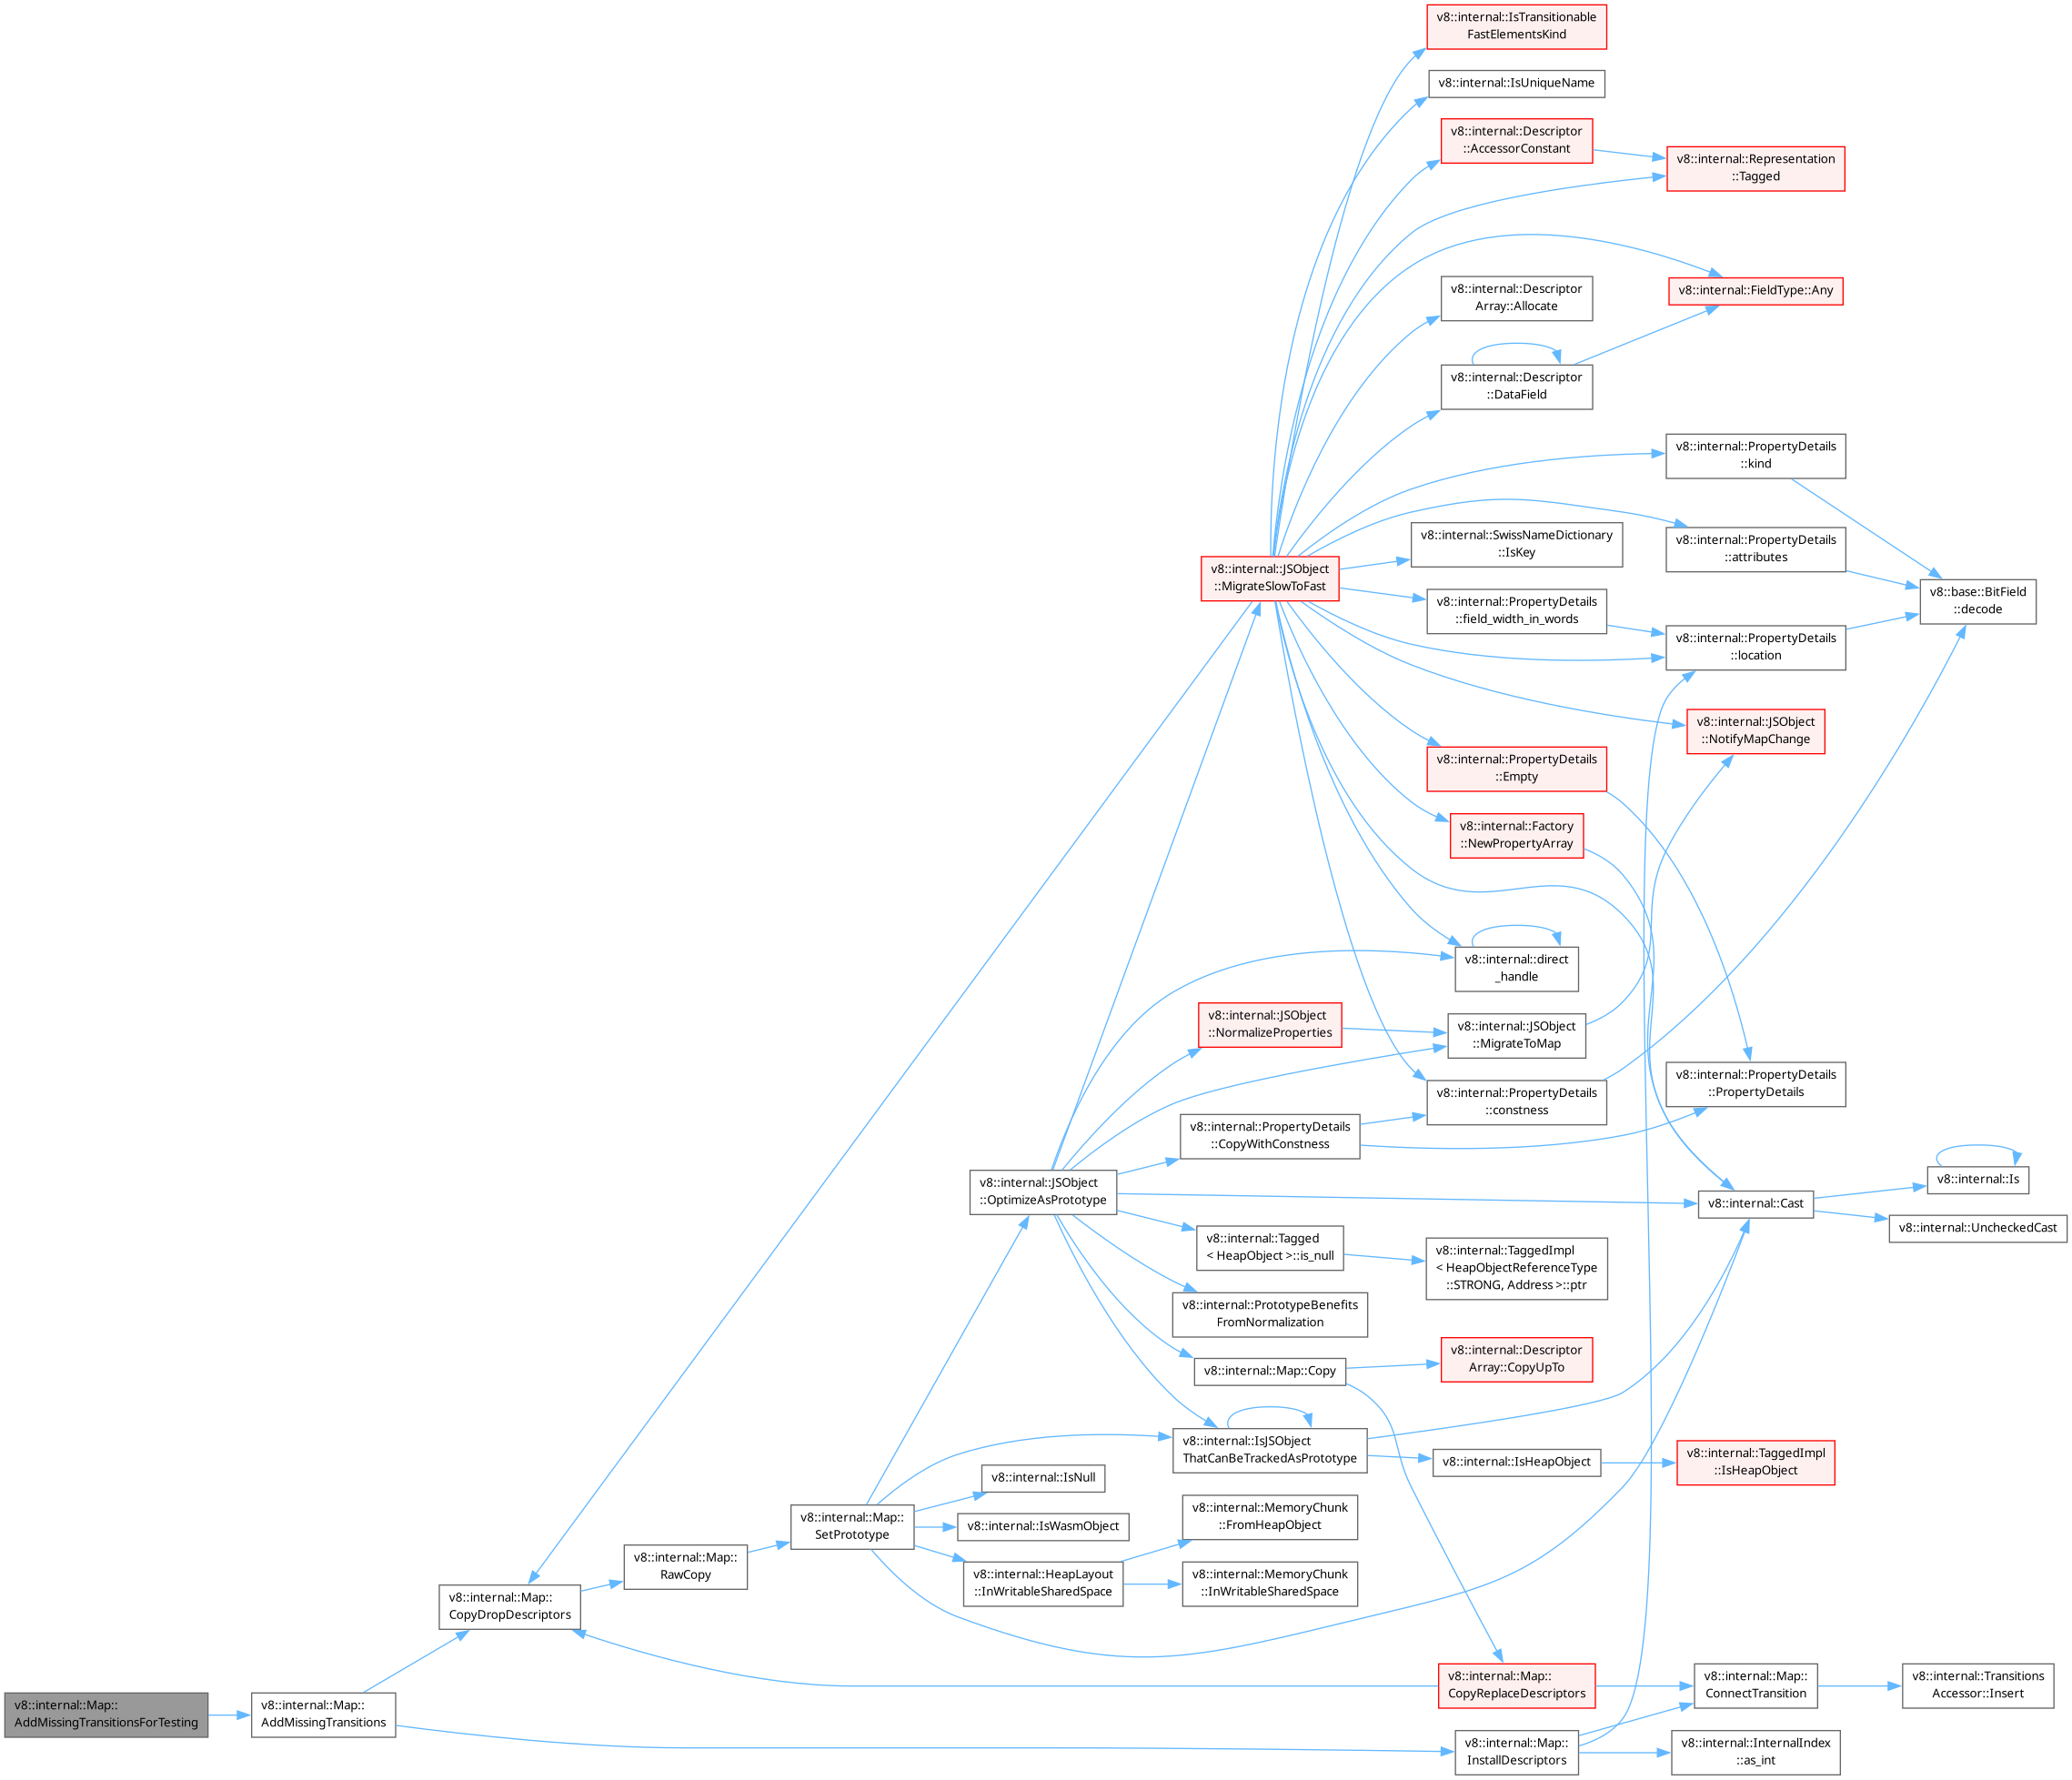 v8::internal::IsTransitionable
FastElementsKind
v8::internal::IsUniqueName
v8::internal::Descriptor
::AccessorConstant
v8::internal::Representation
::Tagged
v8::internal::Descriptor
Array::Allocate
v8::internal::FieldType::Any
v8::internal::Descriptor
::DataField
v8::internal::PropertyDetails
::kind
v8::internal::SwissNameDictionary
::IsKey
v8::internal::PropertyDetails
::attributes
v8::internal::JSObject
::MigrateSlowToFast
v8::base::BitField
::decode
v8::internal::PropertyDetails
::field_width_in_words
v8::internal::PropertyDetails
::location
v8::internal::JSObject
::NotifyMapChange
v8::internal::PropertyDetails
::Empty
v8::internal::Factory
::NewPropertyArray
v8::internal::direct
_handle
v8::internal::JSObject
::NormalizeProperties
v8::internal::JSObject
::MigrateToMap
v8::internal::PropertyDetails
::PropertyDetails
v8::internal::PropertyDetails
::constness
v8::internal::PropertyDetails
::CopyWithConstness
v8::internal::JSObject
::OptimizeAsPrototype
v8::internal::Is
v8::internal::Cast
v8::internal::UncheckedCast
v8::internal::Tagged
< HeapObject >::is_null
v8::internal::TaggedImpl
< HeapObjectReferenceType
::STRONG, Address >::ptr
v8::internal::PrototypeBenefits
FromNormalization
v8::internal::Map::Copy
v8::internal::Descriptor
Array::CopyUpTo
v8::internal::IsJSObject
ThatCanBeTrackedAsPrototype
v8::internal::IsHeapObject
v8::internal::TaggedImpl
::IsHeapObject
v8::internal::IsNull
v8::internal::Map::
SetPrototype
v8::internal::IsWasmObject
v8::internal::MemoryChunk
::FromHeapObject
v8::internal::Map::
RawCopy
v8::internal::HeapLayout
::InWritableSharedSpace
v8::internal::MemoryChunk
::InWritableSharedSpace
v8::internal::Map::
CopyDropDescriptors
v8::internal::Map::
AddMissingTransitionsForTesting
v8::internal::Map::
AddMissingTransitions
v8::internal::Map::
CopyReplaceDescriptors
v8::internal::Map::
ConnectTransition
v8::internal::Transitions
Accessor::Insert
v8::internal::Map::
InstallDescriptors
v8::internal::InternalIndex
::as_int